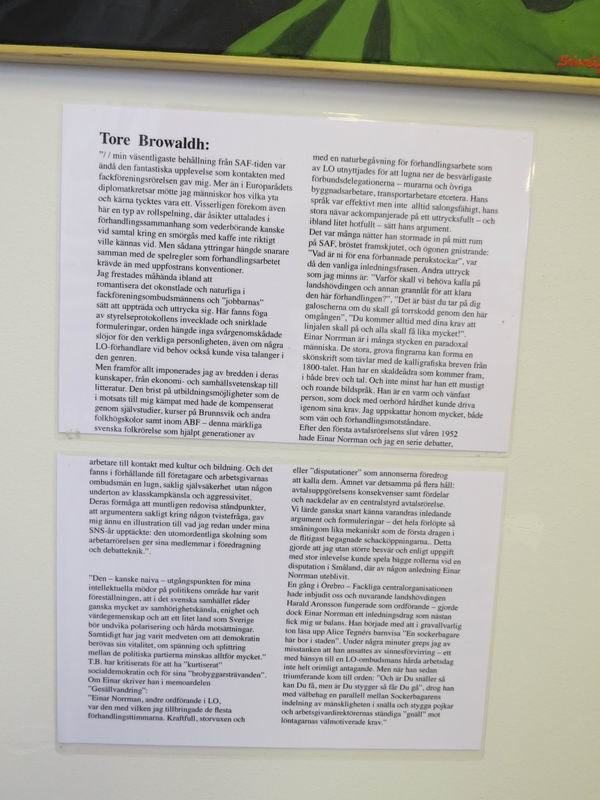 Tore Browaldh:
"/ / min väsentligaste behållning från SAF-tiden var
ändå den fantastiska upplevelse som kontakten med
fackföreningsrörelsen gav mig. Mer än i Europarådets
diplomatkretsar mötte jag människor hos vilka yta
och kärna tycktes vara ett. Visserligen förekom även
här en typ av rollspelning, där åsikter uttalades i
förhandlingssammanhang som vederbörande kanske
vid samtal kring en smörgås med kaffe inte riktigt
ville kännas vid. Men sådana yttringar hängde snarare
samman med de spelregler som förhandlingsarbetet
krävde än med uppfostrans konventioner.
Jag frestades måhända ibland att
romantisera det okonstlade och naturliga i
fackföreningsombudsmännens och "jobbarnas"
sätt att uppträda och uttrycka sig. Här fanns föga
av styrelseprotokollens invecklade och snirklade
formuleringar, orden hängde inga svårgenomskådade
slöjor för den verkliga personligheten, även om några
LO-förhandlare vid behov också kunde visa talanger i
den genren.
Men framför allt imponerades jag av bredden i deras
kunskaper, från ekonomi- och samhällsvetenskap till
litteratur. Den brist på utbildningsmöjligheter som de
i motsats till mig kämpat med hade de kompenserat
genom självstudier, kurser på Brunnsvik och andra
folkhögskolor samt inom ABF – denna märkliga
svenska folkrörelse som hjälpt generationer av
arbetare till kontakt med kultur och bildning. Och det
fanns i förhållande till företagare och arbetsgivarnas
ombudsmän en lugn, saklig självsäkerhet utan någon
underton av klasskampskänsla och aggressivitet.
Deras förmåga att muntligen redovisa ståndpunkter,
att argumentera sakligt kring någon tvistefråga, gav
mig ännu en illustration till vad jag redan under mina
SNS-år upptäckte: den utomordentliga skolning som
arbetarrörelsen ger sina medlemmar i föredragning
och debatteknik.".
"Den – kanske naiva – utgångspunkten för mina
intellektuella mödor på politikens område har varit
föreställningen, att i det svenska samhället råder
ganska mycket av samhörighetskänsla, enighet och
värdegemenskap och att ett litet land som Sverige
bör undvika polarisering och hårda motsättningar.
Samtidigt har jag varit medveten om att demokratin
berövas sin vitalitet, om spänning och splittring
mellan de politiska partierna minskas alltför mycket."
T.B. har kritiserats för att ha "kurtiserat"
socialdemokratin och för sina "brobyggarsträvanden".
Om Einar skriver han i memoardelen
"Gesällvandring":
"Einar Norrman, andre ordförande i LO,
var den med vilken jag tillbringade de flesta
förhandlingstimmarna. Kraftfull, storvuxen och
med en naturbegåvning för förhandlingsarbete som
av LO utnyttjades för att lugna ner de besvärligaste
förbundsdelegationerna – murarna och övriga
byggnadsarbetare, transportarbetare etcetera. Hans
språk var effektivt men inte alltid salongsfähigt, hans
stora nävar ackompanjerade på ett uttrycksfullt – och
ibland litet hotfullt – sätt hans argument.
Det var många nätter han stormade in på mitt rum
på SAF, bröstet framskjutet, och ögonen gnistrande:
"Vad är ni för ena förbannade perukstockar", var
då den vanliga inledningsfrasen. Andra uttryck
som jag minns är: "Varför skall vi behöva kalla på
landshövdingen och annan grannlåt för att klara
den här förhandlingen?", "Det är bäst du tar på dig
galoscherna om du skall gå torrskodd genom den här
omgången", "Du kommer alltid med dina krav att
linjalen skall på och alla skall få lika mycket!".
Einar Norrman är i många stycken en paradoxal
människa. De stora, grova fingrarna kan forma en
skönskrift som tävlar med de kalligrafiska breven från
1800-talet. Han har en skaldeådra som kommer fram,
i både brev och tal. Och inte minst har han ett mustigt
och roande bildspråk. Han är en varm och vänfast
person, som dock med oerhörd hårdhet kunde driva
igenom sina krav. Jag uppskattar honom mycket, både
som vän och förhandlingsmotståndare.
Efter den första avtalsrörelsens slut våren 1952
hade Einar Norrman och jag en serie debatter,
eller "disputationer" som annonserna föredrog
att kalla dem. Ämnet var detsamma på flera håll:
avtalsuppgörelsens konsekvenser samt fördelar
och nackdelar av en centralstyrd avtalsrörelse.
Vi lärde ganska snart känna varandras inledande
argument och formuleringar – det hela förlöpte så
småningom lika mekaniskt som de första dragen i
de flitigast begagnade schacköppningarna.. Detta
gjorde att jag utan större besvär och enligt uppgift
med stor inlevelse kunde spela bägge rollerna vid en
disputation i Småland, där av någon anledning Einar
Norrman uteblivit.
En gång i Örebro – Fackliga centralorganisationen
hade inbjudit oss och nuvarande landshövdingen
Harald Aronsson fungerade som ordförande – gjorde
dock Einar Norrman ett inledningsdrag som nästan
fick mig ur balans. Han började med att i gravallvarlig
ton läsa upp Alice Tegnérs barnvisa "En sockerbagare
här bor i staden". Under några minuter greps jag av
misstanken att han ansattes av sinnesförvirring – ett
med hänsyn till en LO-ombudsmans hårda arbetsdag
inte helt orimligt antagande. Men när han sedan
triumferande kom till orden: "Och är Du snäller så
kan Du få, men är Du stygger så får Du gå", drog han
med välbehag en parallell mellan Sockerbagarens
indelning av mänskligheten i snälla och stygga pojkar
och arbetsgivardirektörernas ständiga "gnäll" mot
löntagarnas välmotiverade krav."